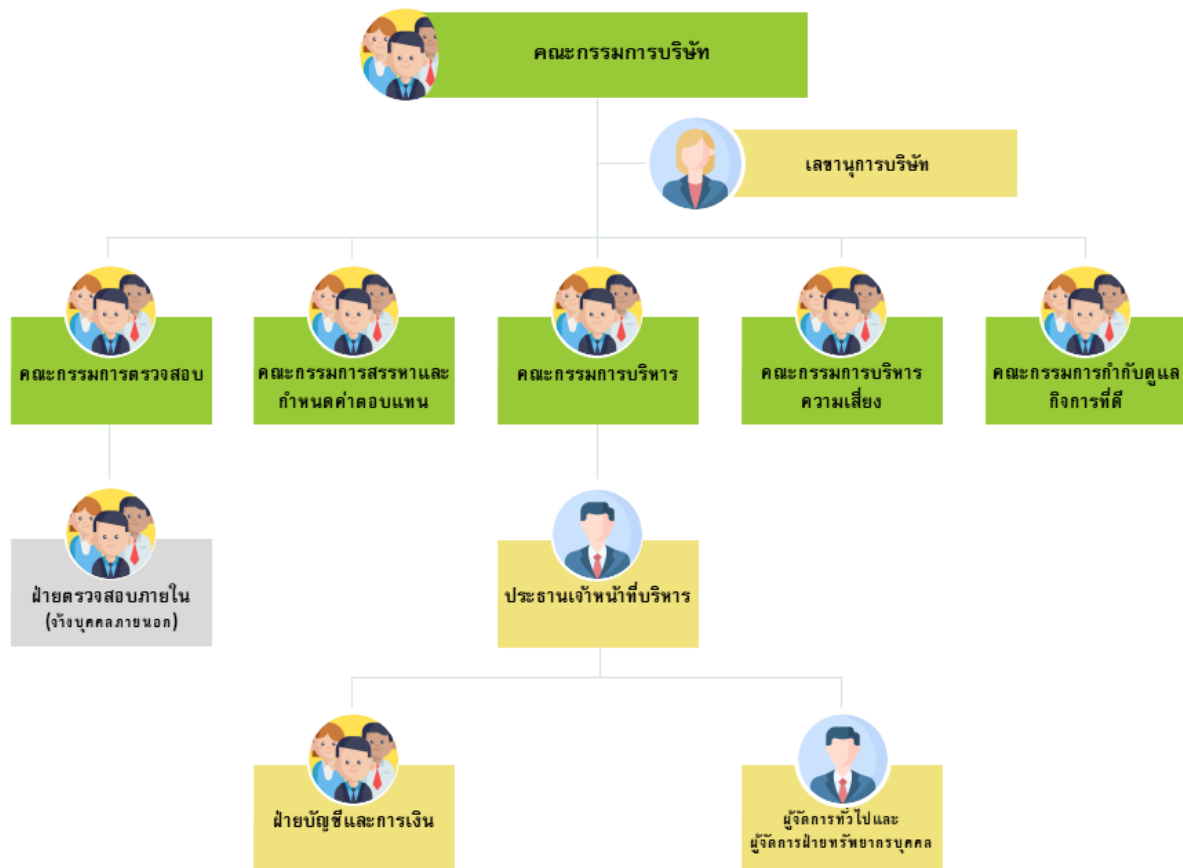 คณะกรรมการบริษัท
เลขานุการบริษัท
คณะกรรมการตรวจสอบ
คณะกรรมการสรรหาและ
กำหนดค่าตอบแทน
คณะกรรมการบริหาร
คณะกรรมการบริหาร
ความเสี่ยง
คณะกรรมการกำกับดูแล
กิจการที่ดี
ฝ่ายตรวจสอบภายใน
(จ้างบุคคลภายนอก)
ประธานเจ้าหน้าที่บริหาร
ฝ่ายบัญชีและการเงิน
ผู้จัดการทั่วไปและ
ผู้จัดการฝ่ายทรัพยากรบุคคล